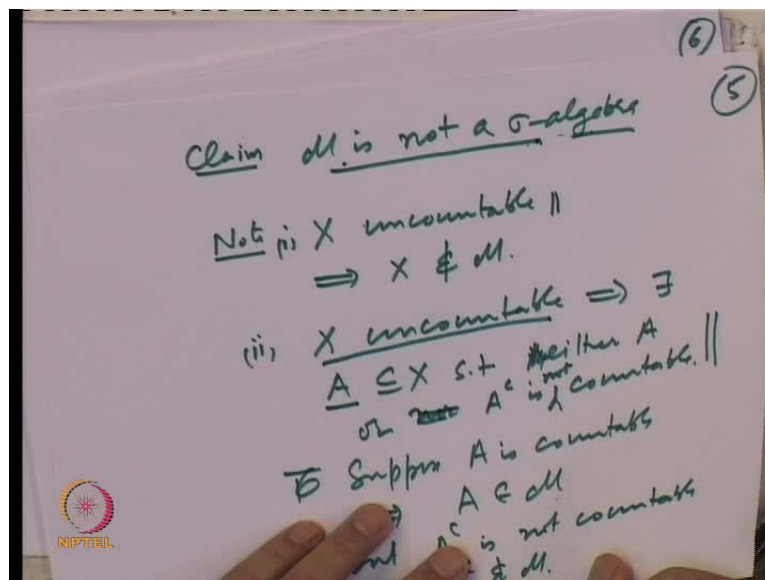 6
5
Claim M is not a σ-algebra
Note (i) X uncountable ||
⟹ X ∉ M.
(ii) X uncountable ⟹ ∃
A ⊆ X s.t. either A
or A^c is not countable. ||
Suppose A is countable
⇒ A ∈ M
A^c is not countable
∉ M.
NPTEL